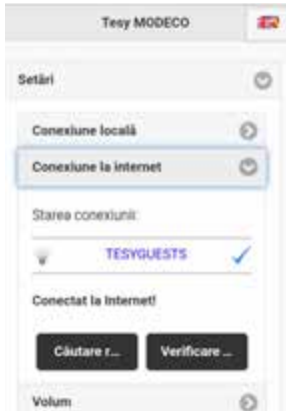 Tesy MODECO
Setări
Conexiune locală
Conexiune la internet
Starea conexiunii:
TESYGUESTS
Conectat la Internet!
Căutare r...
Verificare ...
Volum